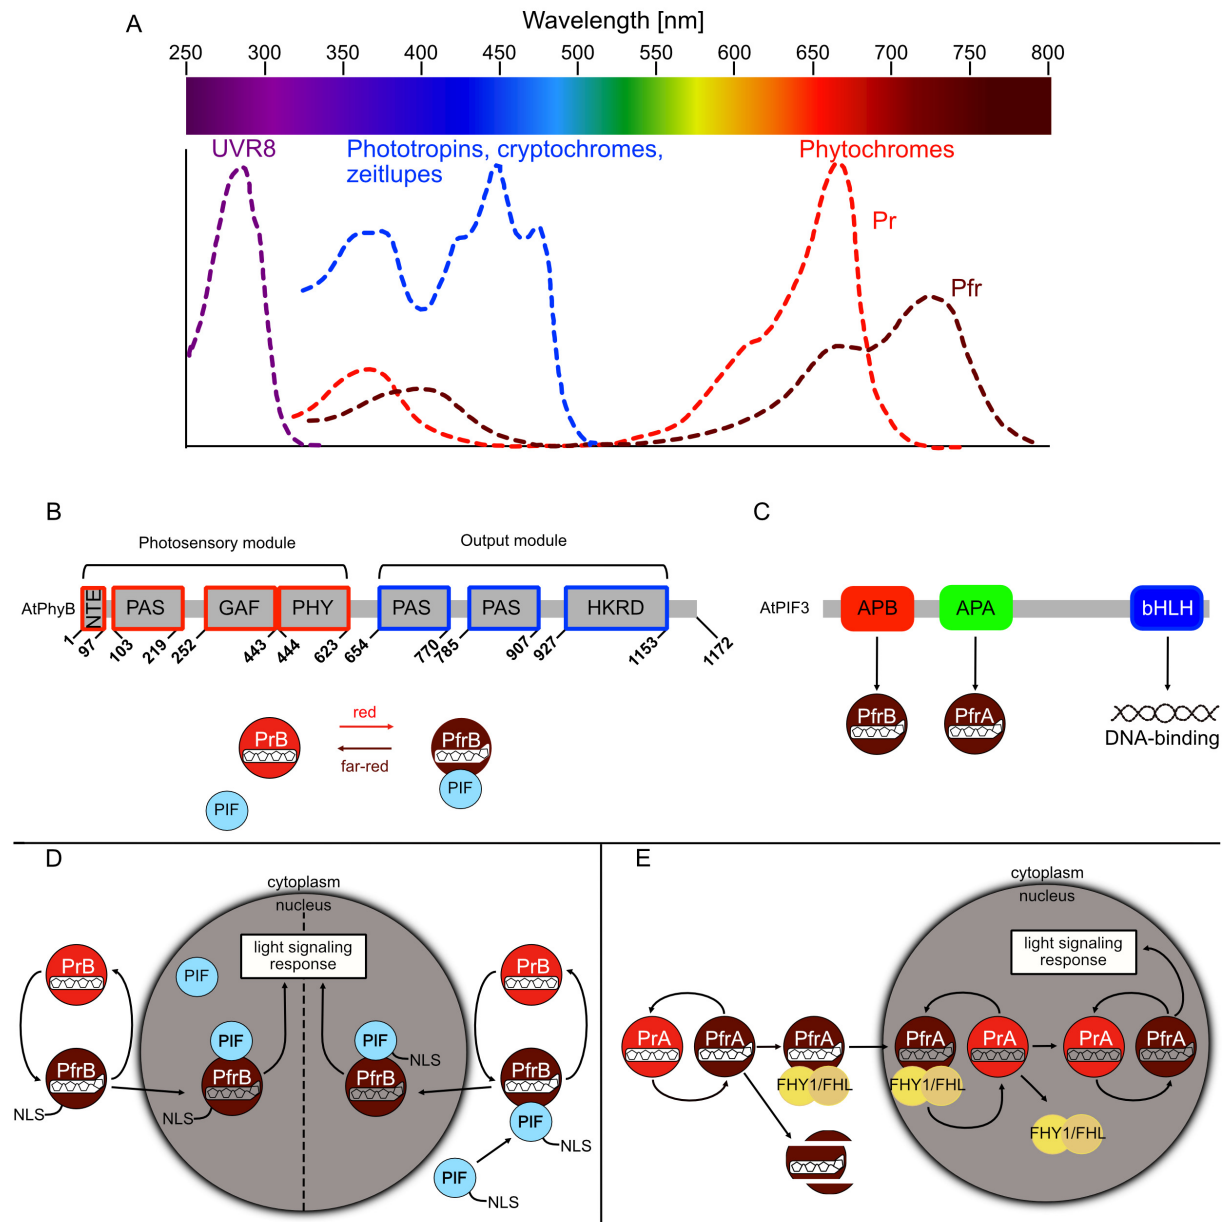 A
Wavelength [nm]
250 300 350 400 450 500 550 600 650 700 750 800
UVR8
Phototropins, cryptochromes,
zeitlupes
Phytochromes
Pr
Pfr
B
Photosensory module
Output module
AtPhyB
NTE PAS GAF PHY PAS PAS HKRD
1 97 103 219 252 443 444 623 654 770 785 907 927 1153 1172
red
PrB
PfrB
far-red
PIF
PIF
C
AtPIF3
APB APA bHLH
PfrB PfrA
DNA-binding
D
cytoplasm
nucleus
light signaling
response
PrB
PIF
PrB
PIF
PIF
NLS
PfrB
PfrB
PfrB
PfrB
NLS
NLS
PIF
NLS
PIF
NLS
E
cytoplasm
nucleus
light signaling
response
PrA PfrA PfrA PfrA PrA PrA PfrA
FHY1/FHL
FHY1/FHL
FHY1/FHL